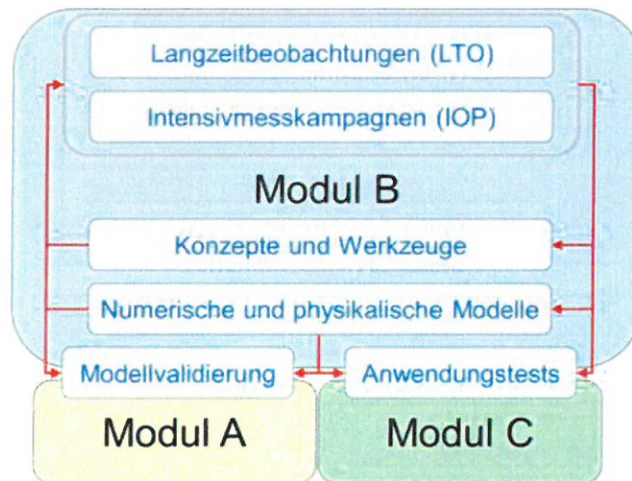 Langzeitbeobachtungen (LTO)
Intensivmesskampagnen (IOP)
Modul B
Konzepte und Werkzeuge
Numerische und physikalische Modelle
Modellvalidierung
Anwendungstests
Modul A
Modul C